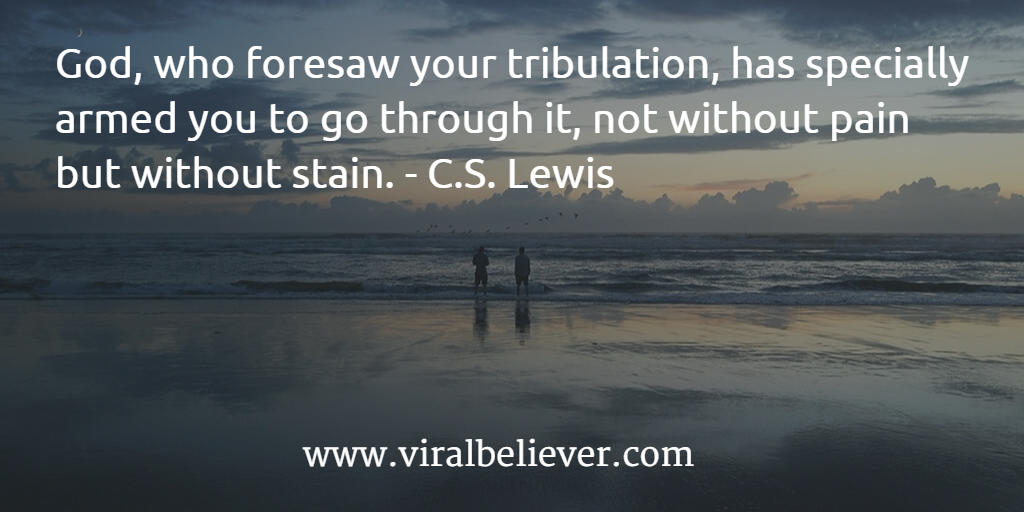 God, who foresaw your tribulation, has specially
armed you to go through it, not without pain
but without stain. - C.S. Lewis
www.viralbeliever.com